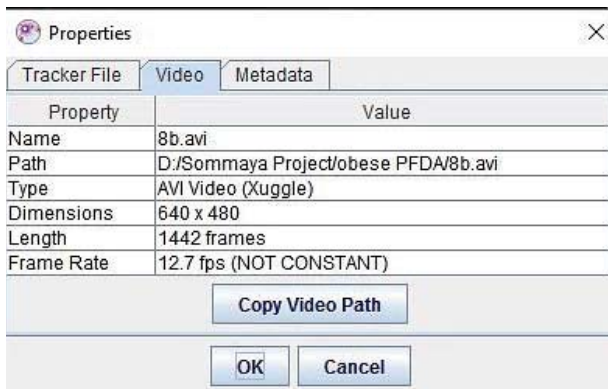 Properties
Tracker File Video Metadata
Property Value
Name 8b.avi
Path D:/Sommaya Project/obese PFDA/8b.avi
Type AVI Video (Xuggle)
Dimensions 640 x 480
Length 1442 frames
Frame Rate 12.7 fps (NOT CONSTANT)
Copy Video Path
OK Cancel